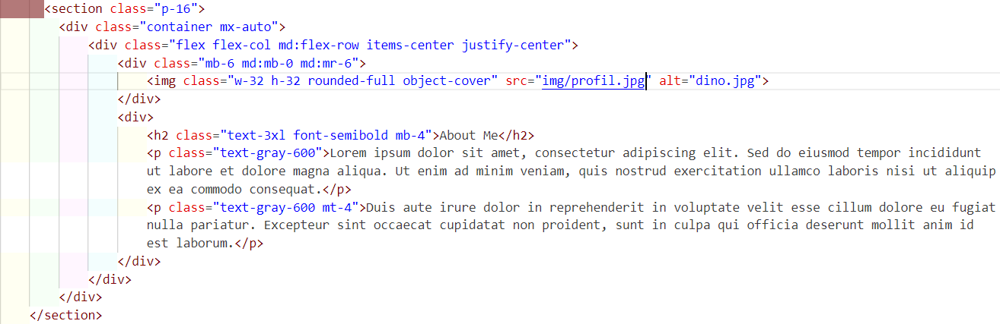 <section class="p-16">
<div class="container mx-auto">
<div class="flex flex-col md:flex-row items-center justify-center">
<div class="mb-6 md:mb-0 md:mr-6">
<img class="w-32 h-32 rounded-full object-cover" src="img/profil.jpg" alt="dino.jpg">
</div>
<div>
<h2 class="text-3xl font-semibold mb-4">About Me</h2>
<p class="text-gray-600">Lorem ipsum dolor sit amet, consectetur adipiscing elit. Sed do eiusmod tempor incididunt
ut labore et dolore magna aliqua. Ut enim ad minim veniam, quis nostrud exercitation ullamco laboris nisi ut aliquip
ex ea commodo consequat.</p>
<p class="text-gray-600 mt-4">Duis aute irure dolor in reprehenderit in voluptate velit esse cillum dolore eu fugiat
nulla pariatur. Excepteur sint occaecat cupidatat non proident, sunt in culpa qui officia deserunt mollit anim id
est laborum.</p>
</div>
</div>
</div>
</section>